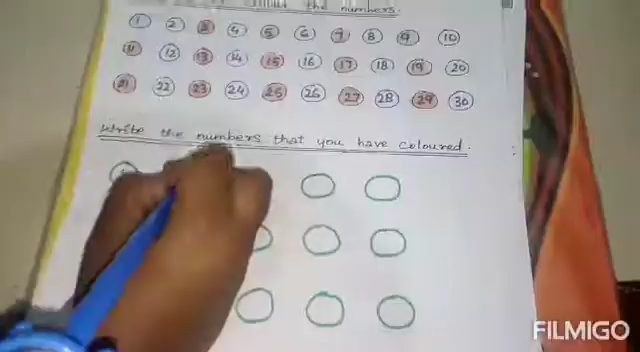 the numbers.
1 2 3 4 5 6 7 8 9 10
11 12 13 14 15 16 17 18 19 20
21 22 23 24 25 26 27 28 29 30
Write the numbers that you have coloured.
FILMIGO